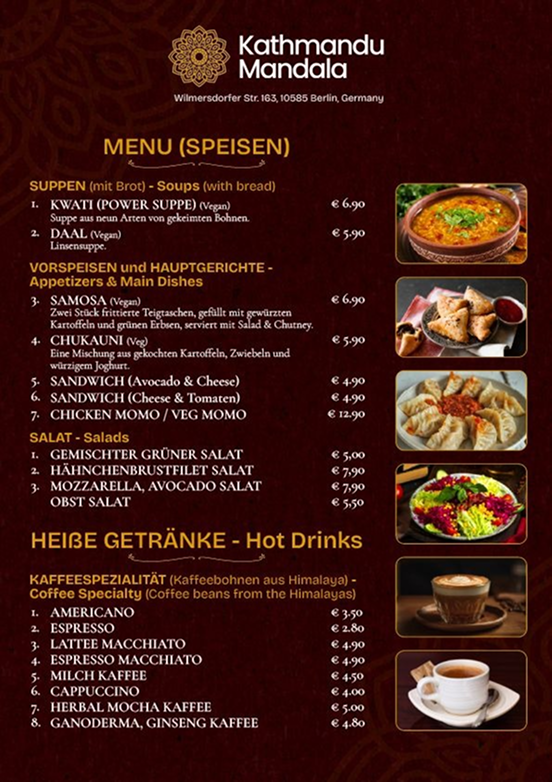 Kathmandu
Mandala
Wilmersdorfer Str. 163, 10585 Berlin, Germany
MENU (SPEISEN)
SUPPEN (mit Brot) - Soups (with bread)
1. KWATI (POWER SUPPE) (Vegan) € 6.90
Suppe aus neun Arten von gekeimten Bohnen.
2. DAAL (Vegan) € 5.90
Linsensuppe.
VORSPEISEN und HAUPTGERICHTE -
Appetizers & Main Dishes
3. SAMOSA (Vegan) € 6.90
Zwei Stück frittierte Teigtaschen, gefüllt mit gewürzten
Kartoffeln und grünen Erbsen, serviert mit Salad & Chutney.
4. CHUKAUNI (Veg) € 5.90
Eine Mischung aus gekochten Kartoffeln, Zwiebeln und
würzigem Joghurt.
5. SANDWICH (Avocado & Cheese) € 4.90
6. SANDWICH (Cheese & Tomaten) € 4.90
7. CHICKEN MOMO / VEG MOMO € 12.90
SALAT - Salads
1. GEMISCHTER GRÜNER SALAT € 5,00
2. HÄHNCHENBRUSTFILET SALAT € 7,90
3. MOZZARELLA, AVOCADO SALAT € 7,90
OBST SALAT € 5,50
HEIßE GETRÄNKE - Hot Drinks
KAFFEESPEZIALITÄT (Kaffeebohnen aus Himalaya) -
Coffee Specialty (Coffee beans from the Himalayas)
1. AMERICANO € 3.50
2. ESPRESSO € 2.80
3. LATTEE MACCHIATO € 4.90
4. ESPRESSO MACCHIATO € 4.90
5. MILCH KAFFEE € 4.50
6. CAPPUCCINO € 4.00
7. HERBAL MOCHA KAFFEE € 5.00
8. GANODERMA, GINSENG KAFFEE € 4.80